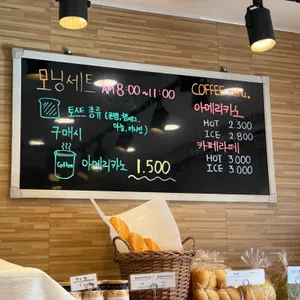 모닝세트
AM 8:00~11:00
토스트 종류
구매시
Coffee
아메리카노 1.500
COFFEE
아메리카노
HOT 2.300
ICE 2.800
카페라떼
HOT 3.000
ICE 3.000